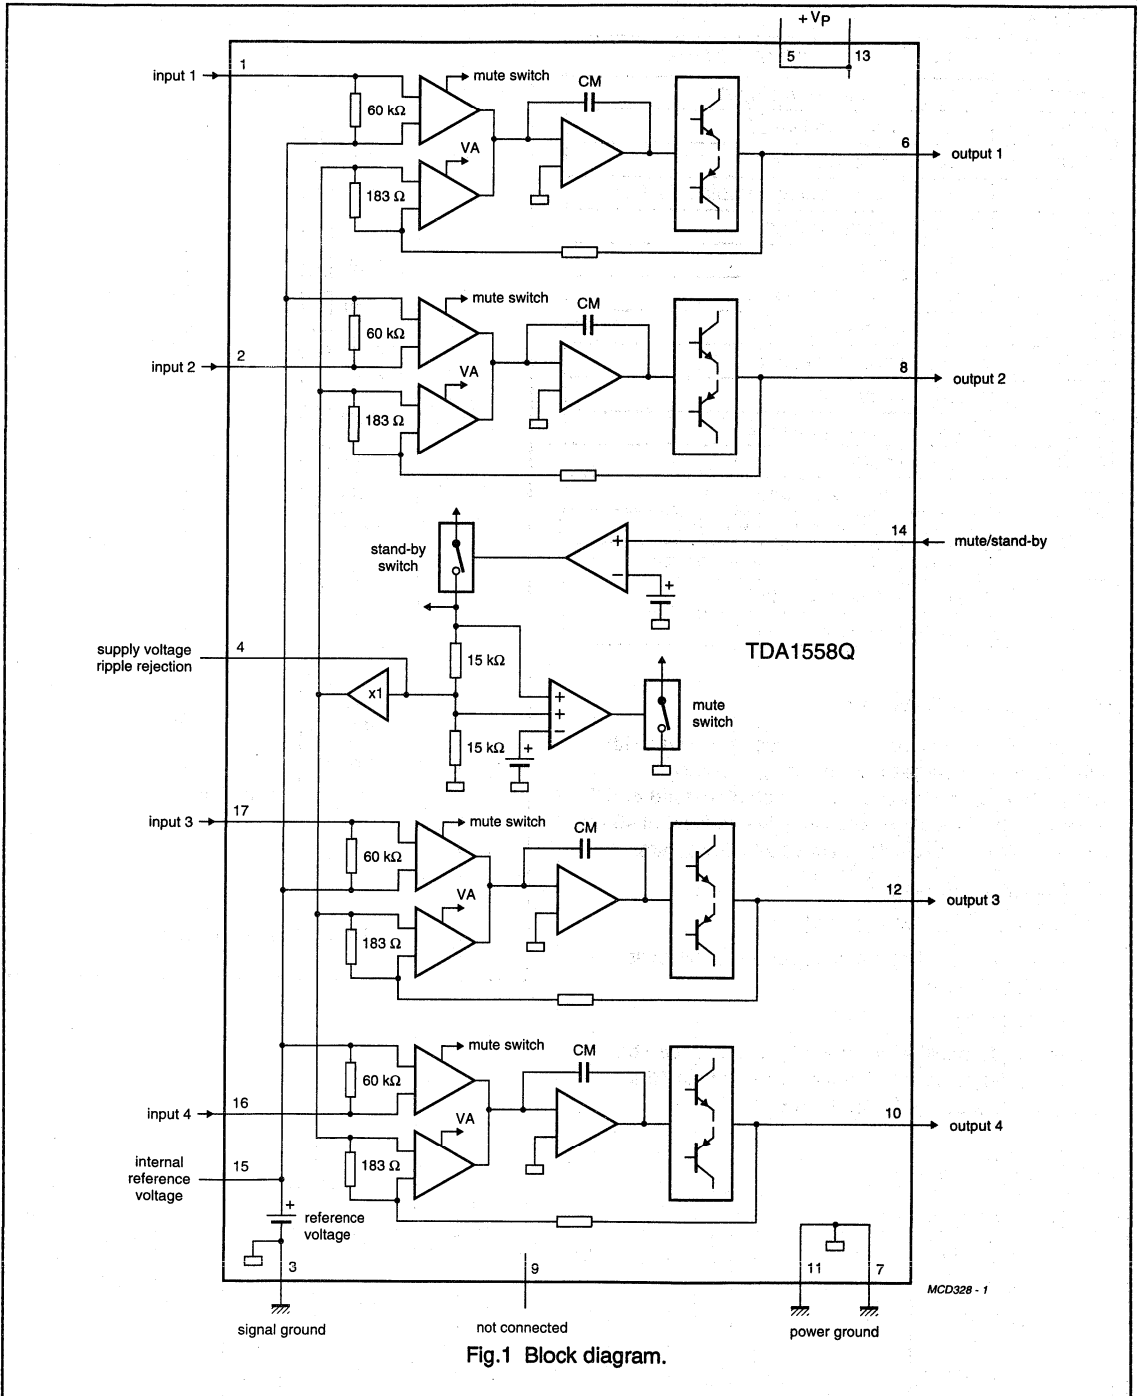 +VP
5 13
input 1
1
mute switch
CM
60 kΩ
VA
183 Ω
6
output 1
mute switch
CM
60 kΩ
input 2
2
VA
183 Ω
8
output 2
stand-by
switch
+
−
+
14
mute/stand-by
supply voltage
ripple rejection
4
15 kΩ
TDA1558Q
x1
+
+
−
mute
switch
15 kΩ
+
input 3
17
mute switch
CM
60 kΩ
VA
183 Ω
12
output 3
mute switch
CM
60 kΩ
input 4
16
VA
183 Ω
10
output 4
internal
reference
voltage
15
+
reference
voltage
3
9
11
7
MCD328 - 1
signal ground
not connected
power ground
Fig.1 Block diagram.